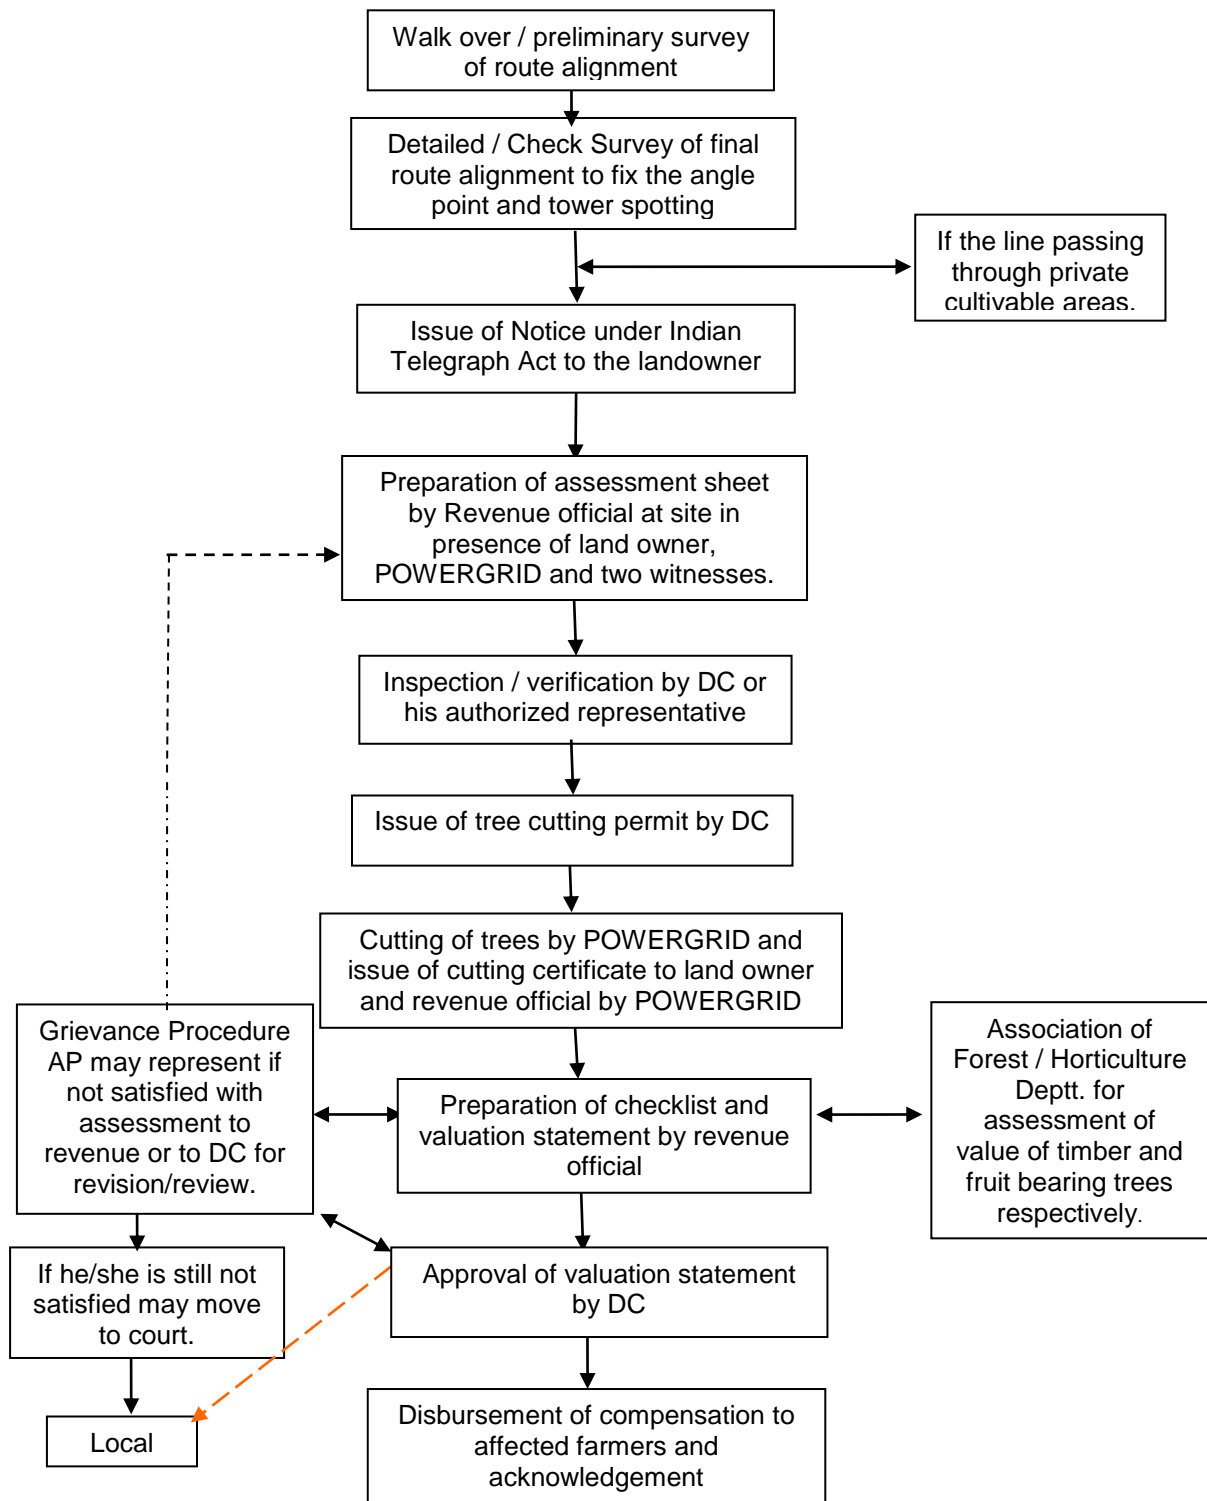 Walk over / preliminary survey
of route alignment
Detailed / Check Survey of final
route alignment to fix the angle
point and tower spotting
If the line passing
through private
cultivable areas.
Issue of Notice under Indian
Telegraph Act to the landowner
Preparation of assessment sheet
by Revenue official at site in
presence of land owner,
POWERGRID and two witnesses.
Inspection / verification by DC or
his authorized representative
Issue of tree cutting permit by DC
Cutting of trees by POWERGRID and
issue of cutting certificate to land owner
and revenue official by POWERGRID
Grievance Procedure
AP may represent if
not satisfied with
assessment to
revenue or to DC for
revision/review.
Preparation of checklist and
valuation statement by revenue
official
Association of
Forest / Horticulture
Deptt. for
assessment of
value of timber and
fruit bearing trees
respectively.
If he/she is still not
satisfied may move
to court.
Approval of valuation statement
by DC
Local
Disbursement of compensation to
affected farmers and
acknowledgement